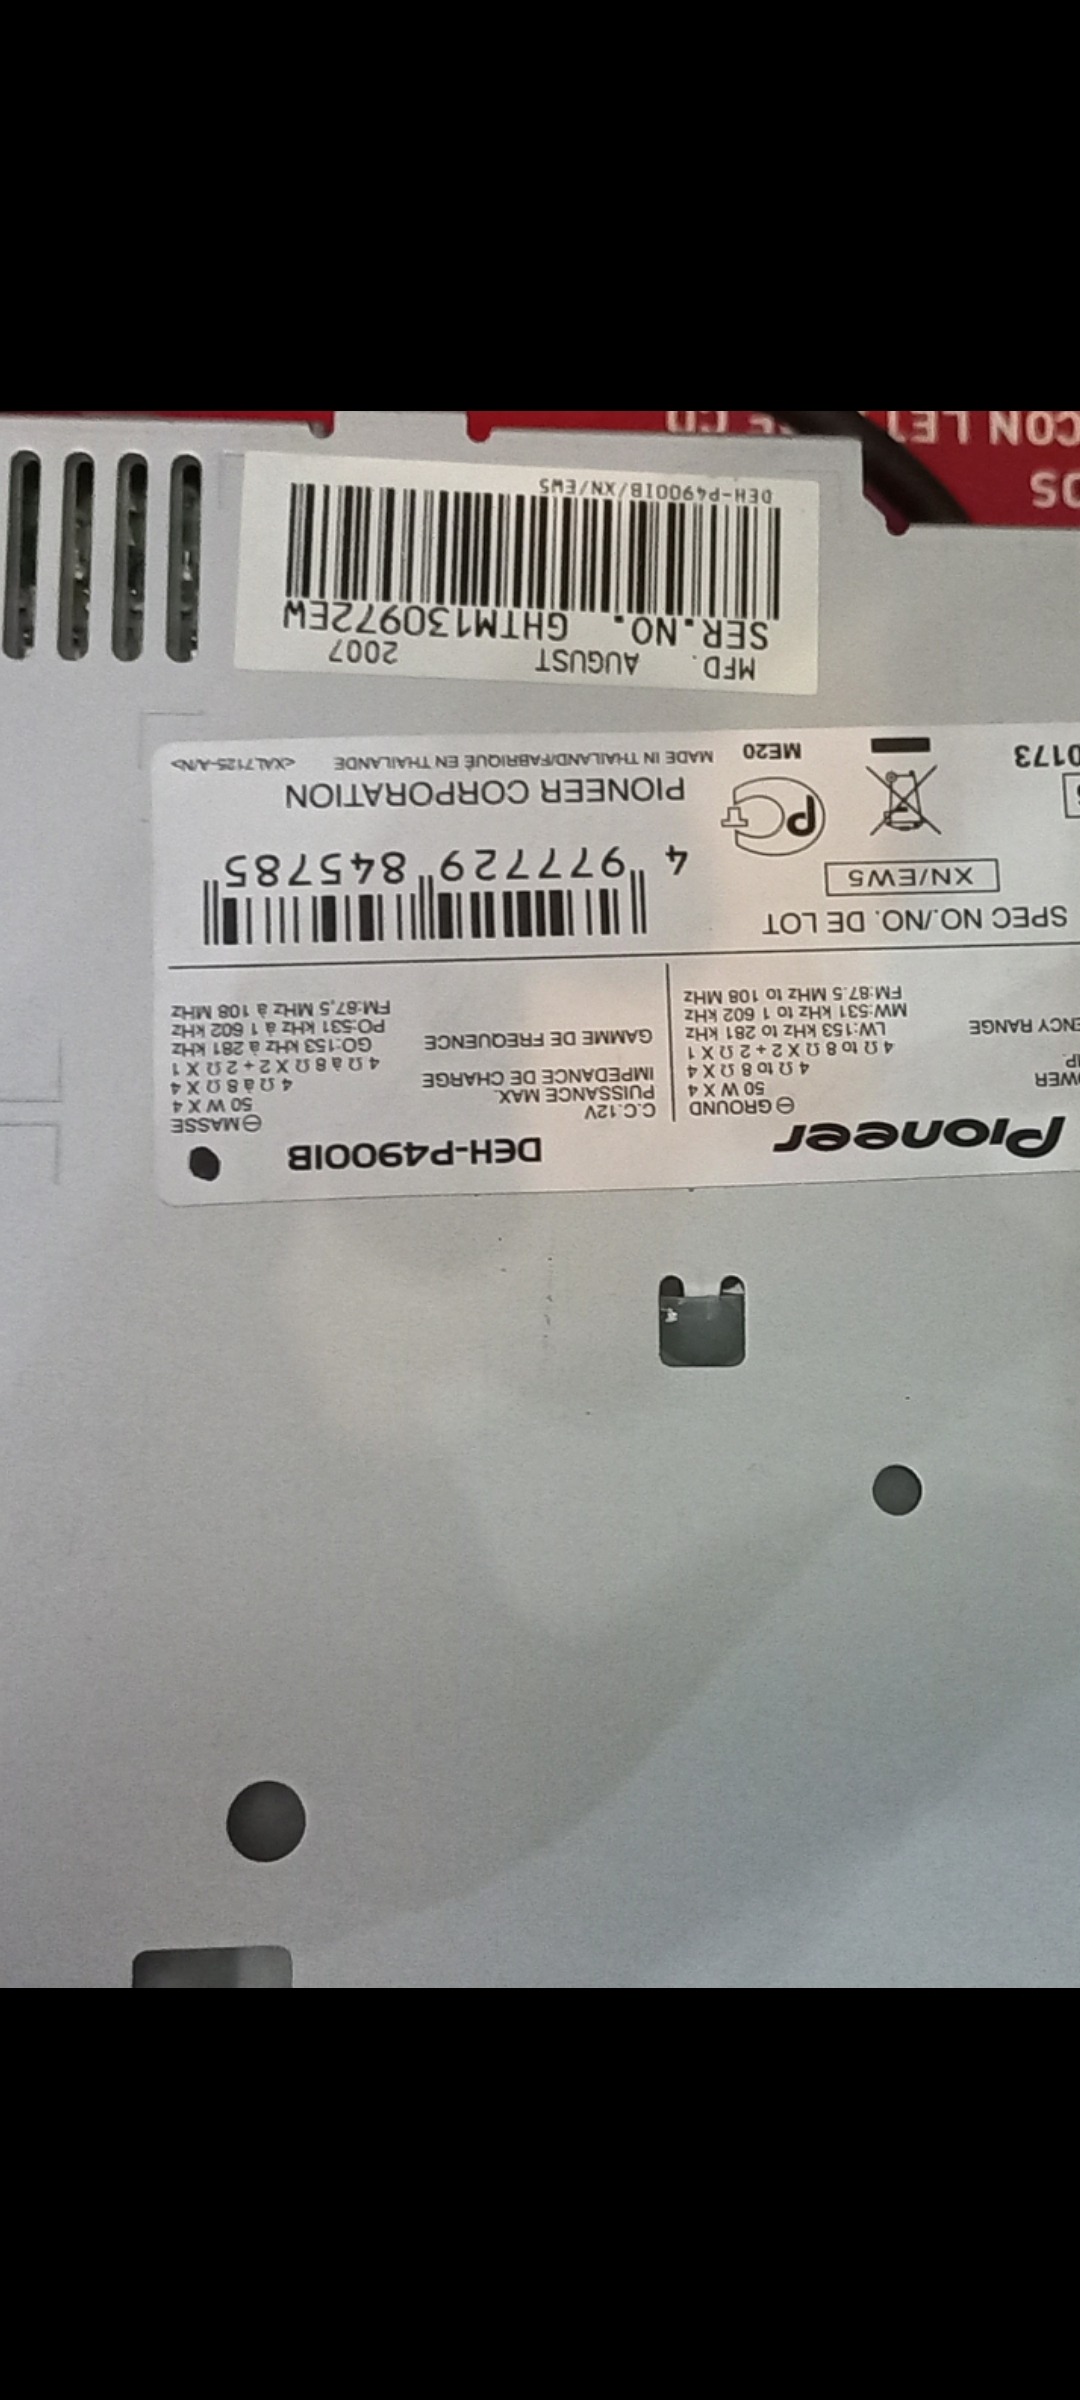 Pioneer DEH-P4900IB
⊖ GROUND
50 W X 4
4 Ω to 8 Ω X 4
4 Ω to 8 Ω X 2 + 2 Ω X 1
LW:153 kHz to 281 kHz
MW:531 kHz to 1 602 kHz
FM:87.5 MHz to 108 MHz
WER
ENCY RANGE
C.C.12V ⊖ MASSE
PUISSANCE MAX. 50 W X 4
IMPEDANCE DE CHARGE 4 Ω à 8 Ω X 4
4 Ω à 8 Ω X 2 + 2 Ω X 1
GAMME DE FREQUENCE GO:153 kHz à 281 kHz
PO:531 kHz à 1 602 kHz
FM:87,5 MHz à 108 MHz
SPEC NO./NO. DE LOT
XN/EW5
4 977729 845785
PIONEER CORPORATION
0173
ME20
MADE IN THAILAND/FABRIQUÉ EN THAILANDE <XAL7125-A/N>
MFD. AUGUST 2007
SER.NO. GHTM130972EW
DEH-P4900IB/XN/EW5
OS
CON LET
CD